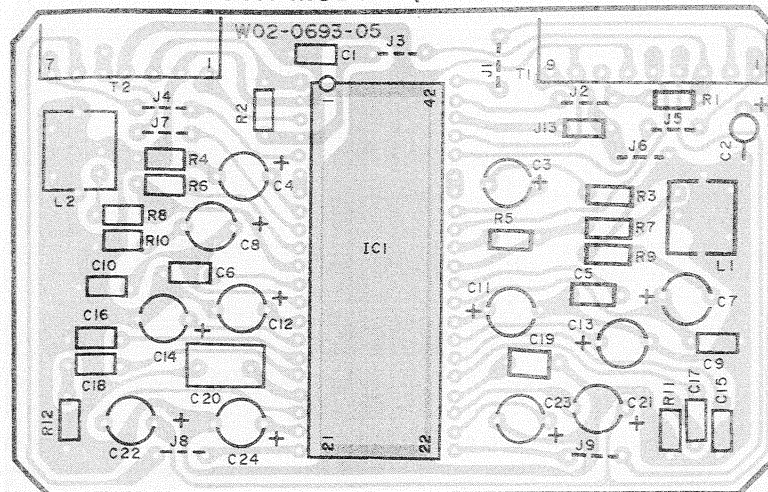 W02-0693-05
C1
J3
J1
T1
7
1
9
1
T2
J4
J7
R2
1
42
J2
R1
J13
J5
J6
C2
R4
R6
C4
C3
L2
R8
R10
C8
R5
R3
R7
R9
L1
IC1
C10
C6
C5
C7
C11
C16
C14
C12
C13
C9
C18
C20
C19
R12
C22
J8
C24
21
22
C23
C21
J9
R11
C17
C15